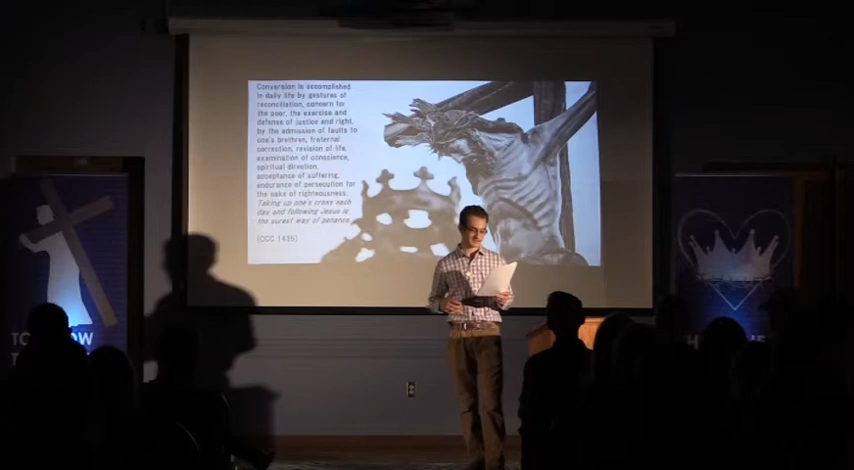 Conversion is accomplished
in daily life by gestures of
reconciliation, concern for
the poor, the exercise and
defense of justice and right,
by the admission of faults to
one's brethren, fraternal
correction, revision of life,
examination of conscience,
spiritual direction,
acceptance of suffering,
endurance of persecution for
the sake of righteousness.
Taking up one's cross each
day and following Jesus is
the surest way of penance.
(CCC 1435)